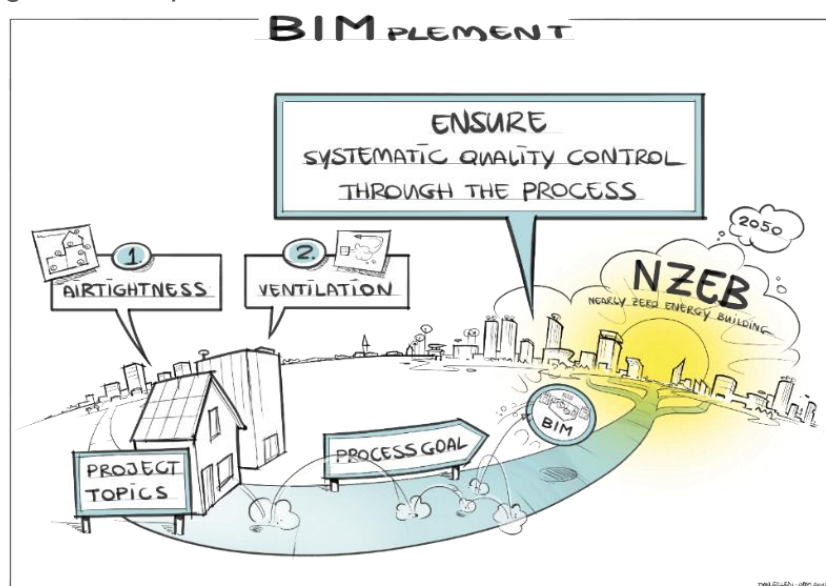 BIMPLEMENT
ENSURE
SYSTEMATIC QUALITY CONTROL
THROUGH THE PROCESS
2050
NZEB
NEARLY ZERO ENERGY BUILDING
1.
AIRTIGHTNESS
2.
VENTILATION
BIM
PROCESS GOAL
PROJECT
TOPICS